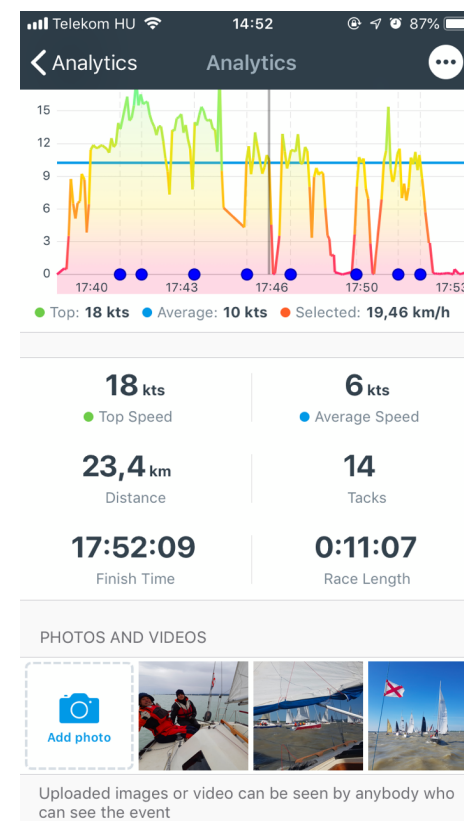 Telekom HU 14:52 87%
Analytics Analytics
15
12
9
6
3
0
17:40 17:43 17:46 17:50 17:53
Top: 18 kts Average: 10 kts Selected: 19,46 km/h
18 kts 6 kts
Top Speed Average Speed
23,4 km 14
Distance Tacks
17:52:09 0:11:07
Finish Time Race Length
PHOTOS AND VIDEOS
Add photo
Uploaded images or video can be seen by anybody who
can see the event